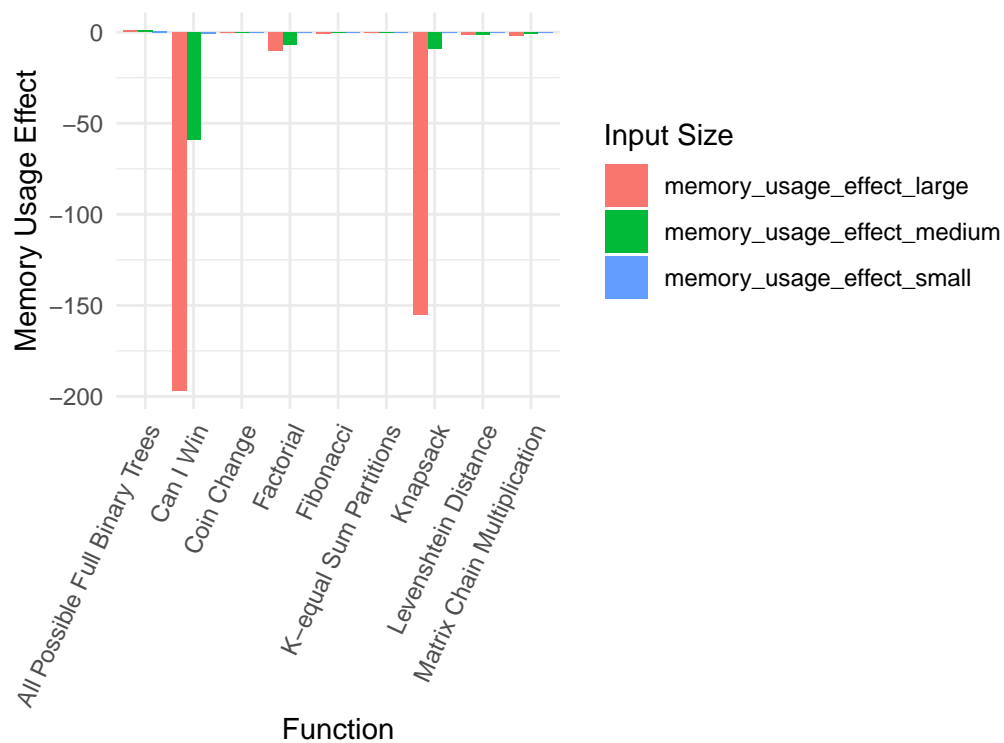 Memory Usage Effect
0
−50
−100
−150
−200
All Possible Full Binary Trees
Can I Win
Coin Change
Factorial
Fibonacci
K−equal Sum Partitions
Knapsack
Levenshtein Distance
Matrix Chain Multiplication
Function
Input Size
memory_usage_effect_large
memory_usage_effect_medium
memory_usage_effect_small